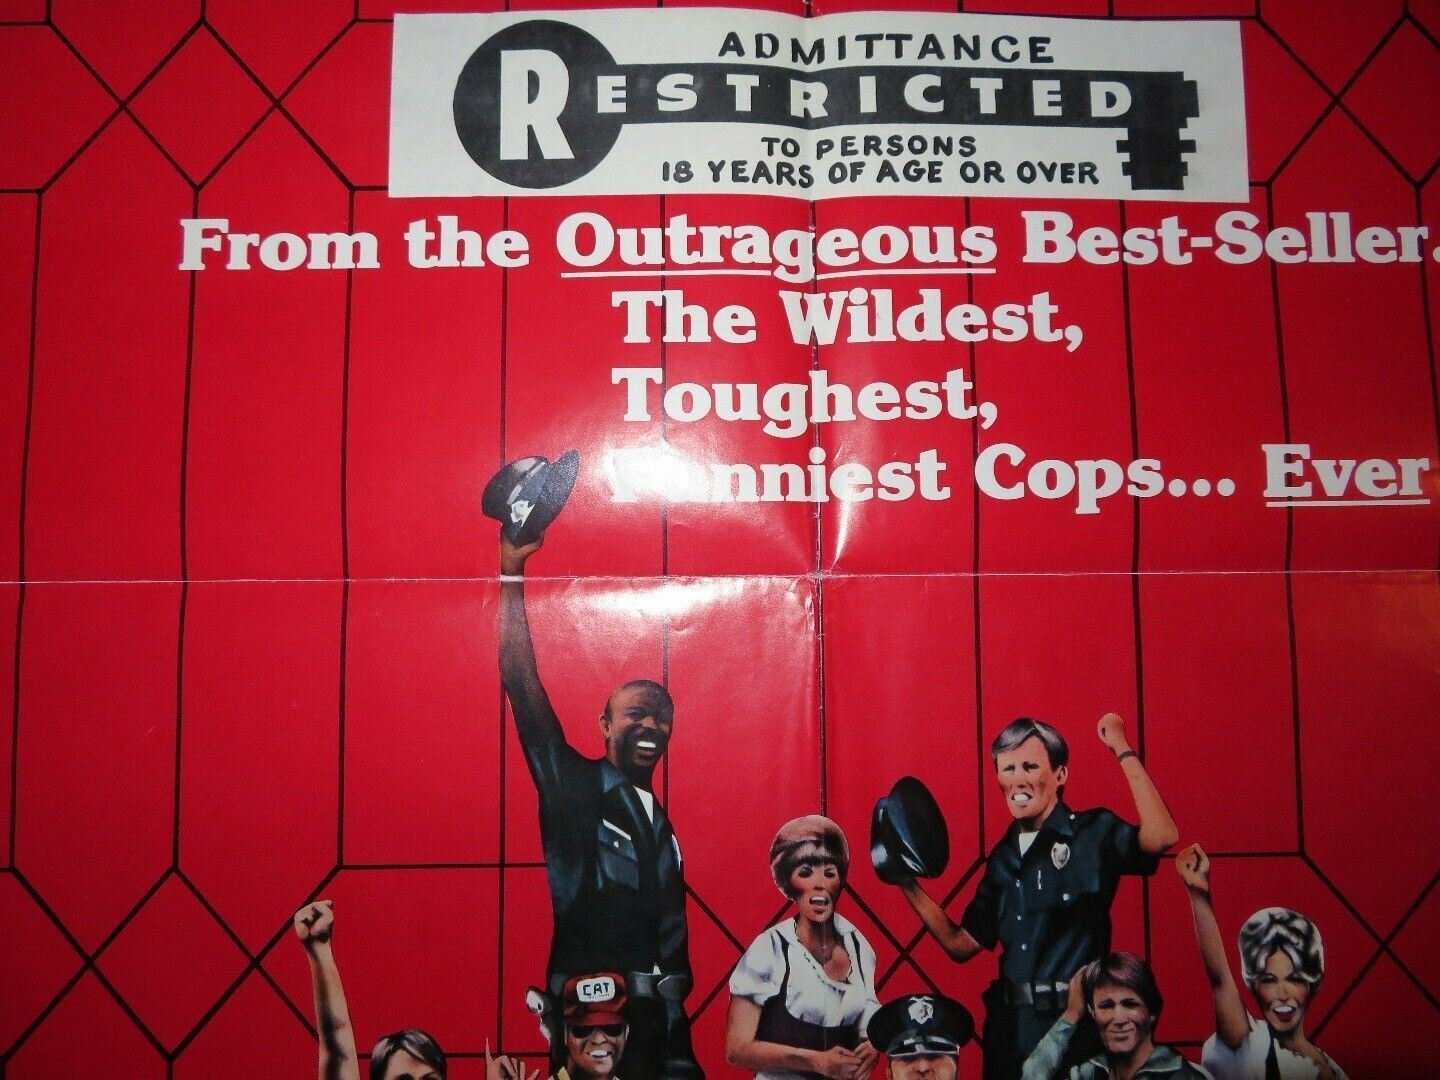 ADMITTANCE
RESTRICTED
TO PERSONS
18 YEARS OF AGE OR OVER
From the Outrageous Best-Seller.
The Wildest,
Toughest,
Funniest Cops... Ever
CAT